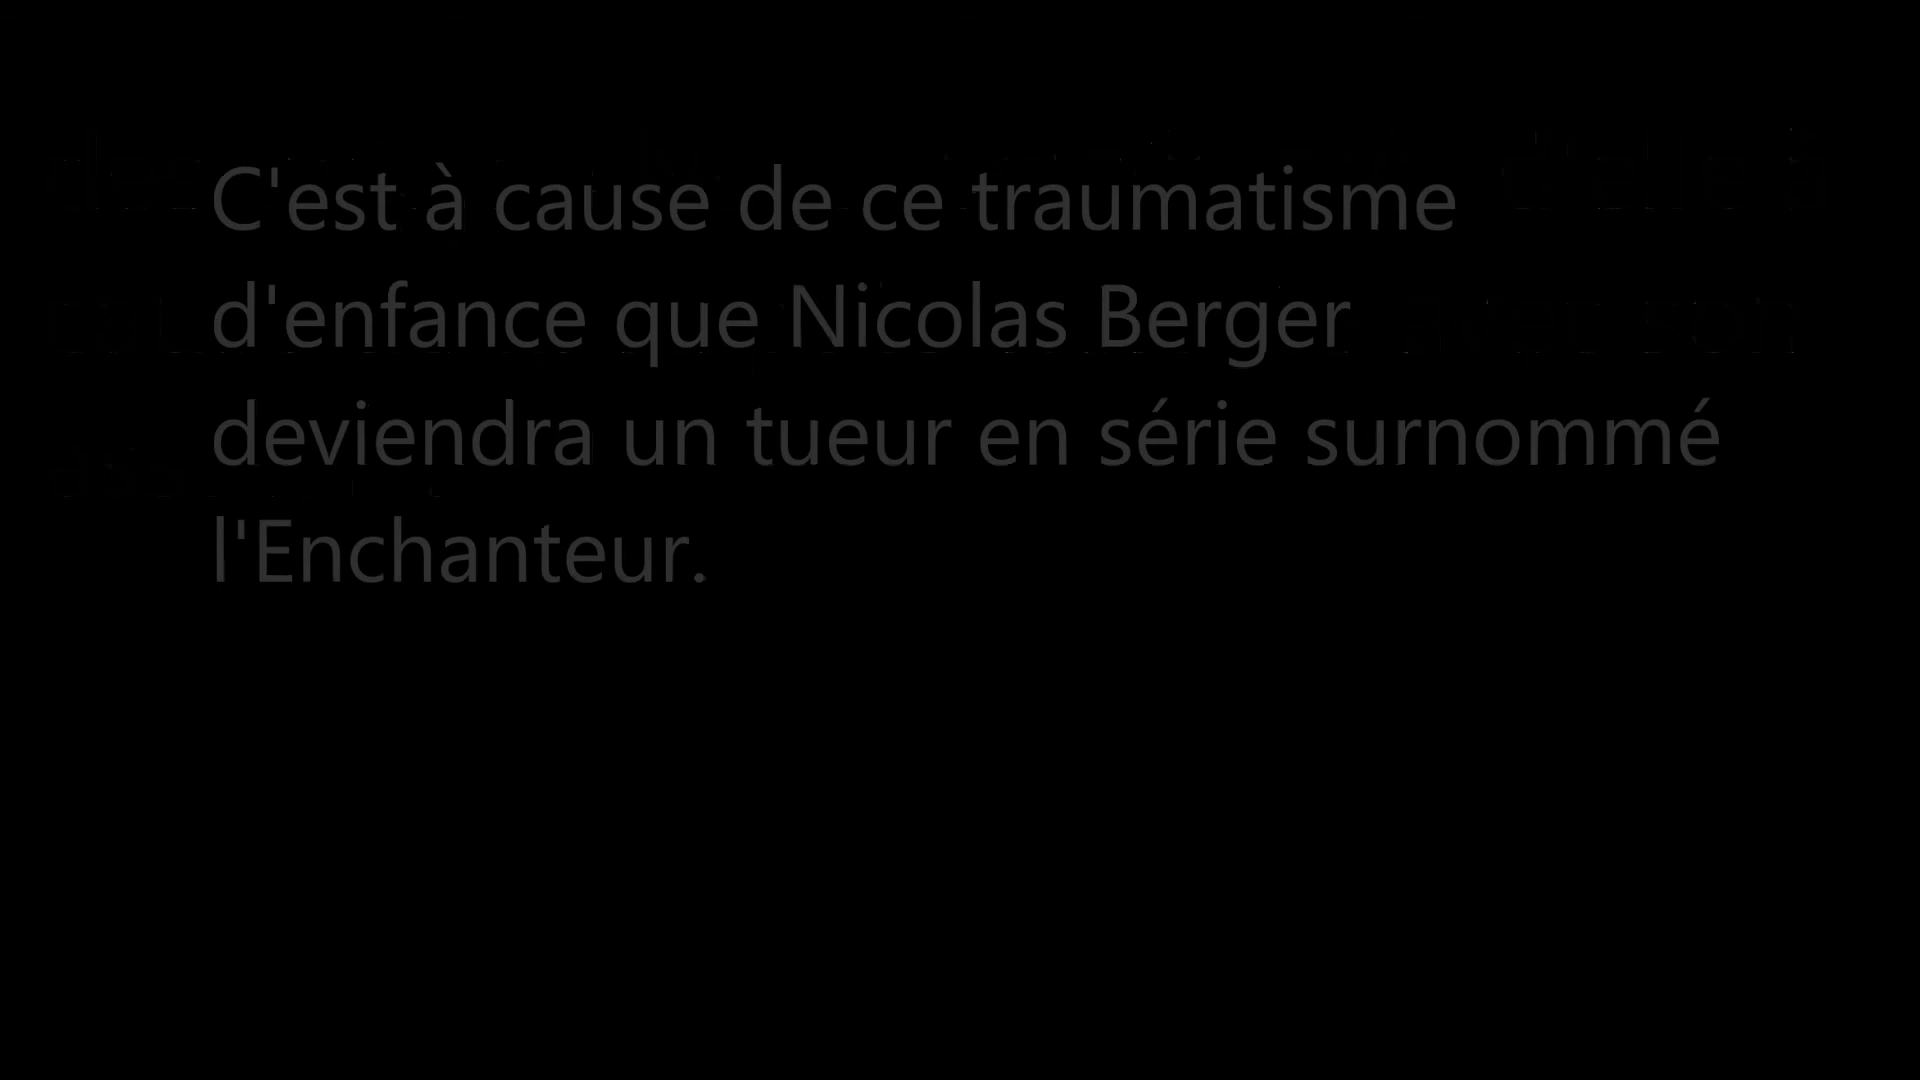 C'est à cause de ce traumatisme
d'enfance que Nicolas Berger
deviendra un tueur en série surnommé
l'Enchanteur.